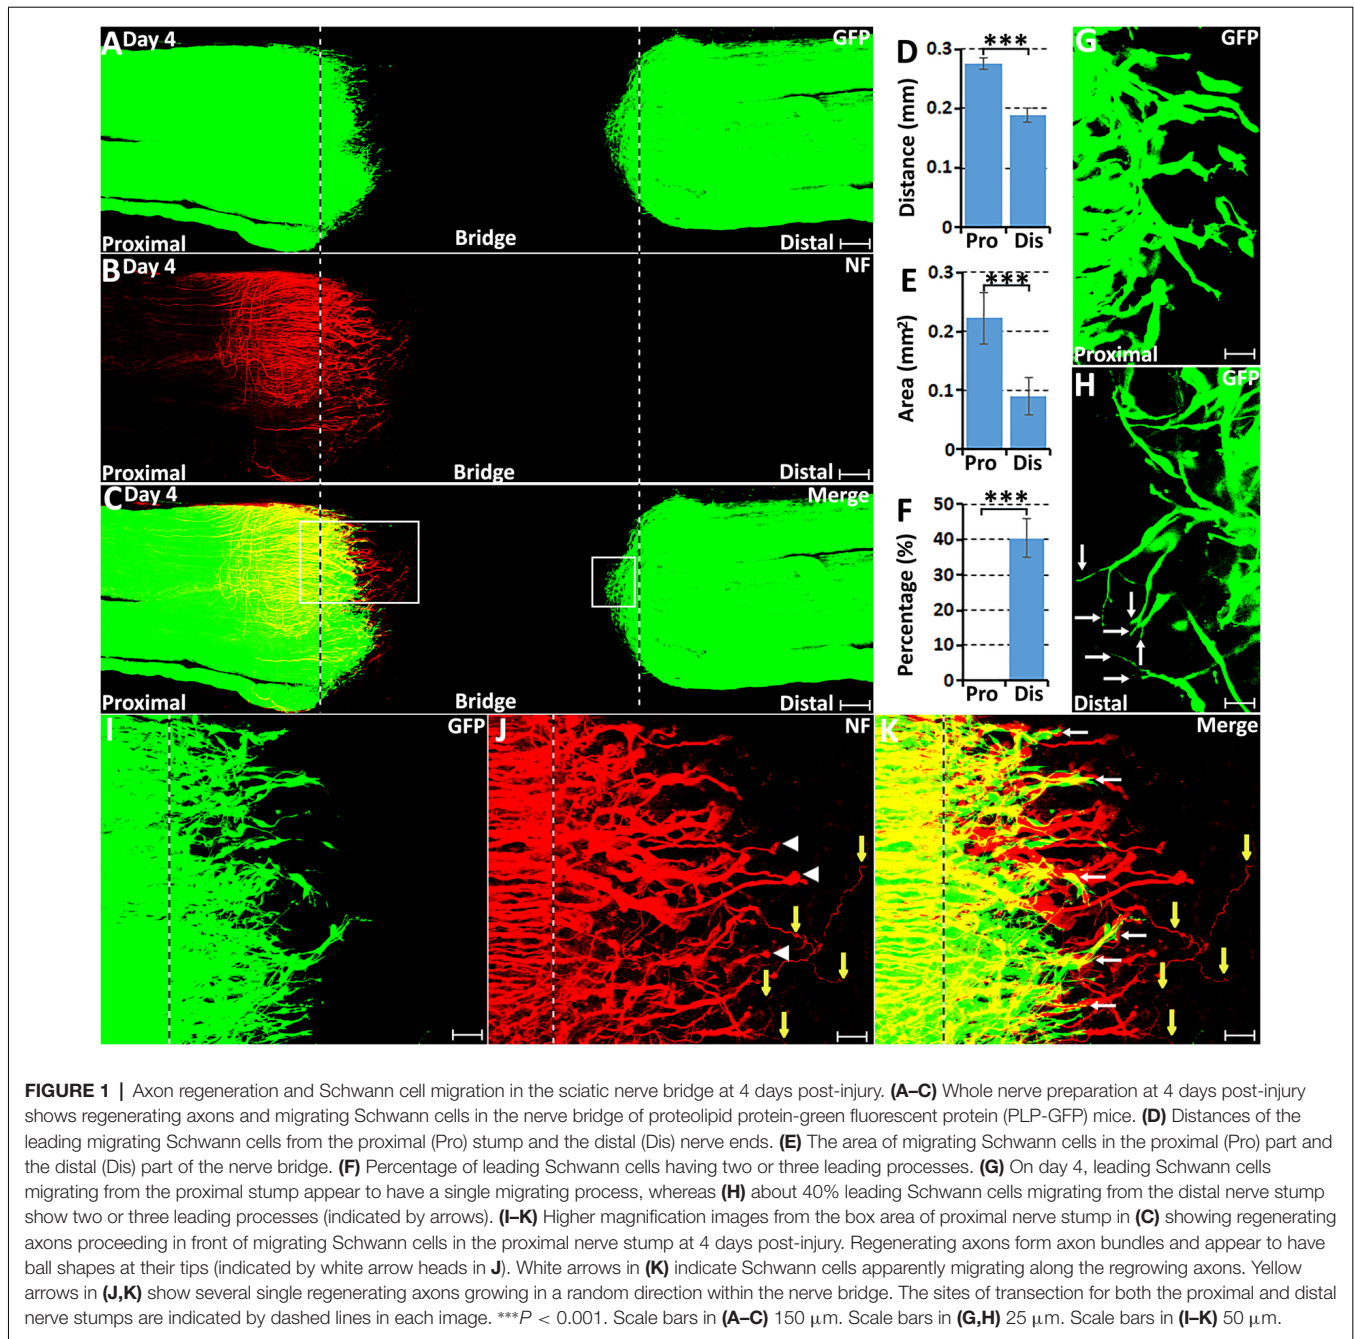 A Day 4 GFP
Proximal Bridge Distal
B Day 4 NF
Proximal Bridge Distal
C Day 4 Merge
Proximal Bridge Distal
D
0.3
0.2
0.1
0
Distance (mm)
***
Pro Dis
E
0.3
0.2
0.1
0
Area (mm²)
***
Pro Dis
F
50
40
30
20
10
0
Percentage (%)
***
Pro Dis
G GFP
Proximal
H GFP
Distal
I GFP
J NF
K Merge
FIGURE 1 | Axon regeneration and Schwann cell migration in the sciatic nerve bridge at 4 days post-injury. (A–C) Whole nerve preparation at 4 days post-injury
shows regenerating axons and migrating Schwann cells in the nerve bridge of proteolipid protein-green fluorescent protein (PLP-GFP) mice. (D) Distances of the
leading migrating Schwann cells from the proximal (Pro) stump and the distal (Dis) nerve ends. (E) The area of migrating Schwann cells in the proximal (Pro) part and
the distal (Dis) part of the nerve bridge. (F) Percentage of leading Schwann cells having two or three leading processes. (G) On day 4, leading Schwann cells
migrating from the proximal stump appear to have a single migrating process, whereas (H) about 40% leading Schwann cells migrating from the distal nerve stump
show two or three leading processes (indicated by arrows). (I–K) Higher magnification images from the box area of proximal nerve stump in (C) showing regenerating
axons proceeding in front of migrating Schwann cells in the proximal nerve stump at 4 days post-injury. Regenerating axons form axon bundles and appear to have
ball shapes at their tips (indicated by white arrow heads in J). White arrows in (K) indicate Schwann cells apparently migrating along the regrowing axons. Yellow
arrows in (J,K) show several single regenerating axons growing in a random direction within the nerve bridge. The sites of transection for both the proximal and distal
nerve stumps are indicated by dashed lines in each image. ***P < 0.001. Scale bars in (A–C) 150 μm. Scale bars in (G,H) 25 μm. Scale bars in (I–K) 50 μm.